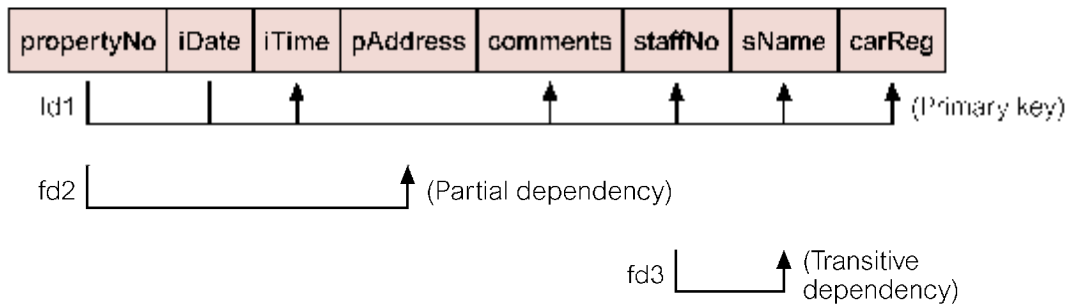 propertyNo iDate iTime pAddress comments staffNo sName carReg
fd1 (Primary key)
fd2 (Partial dependency)
fd3 (Transitive
dependency)